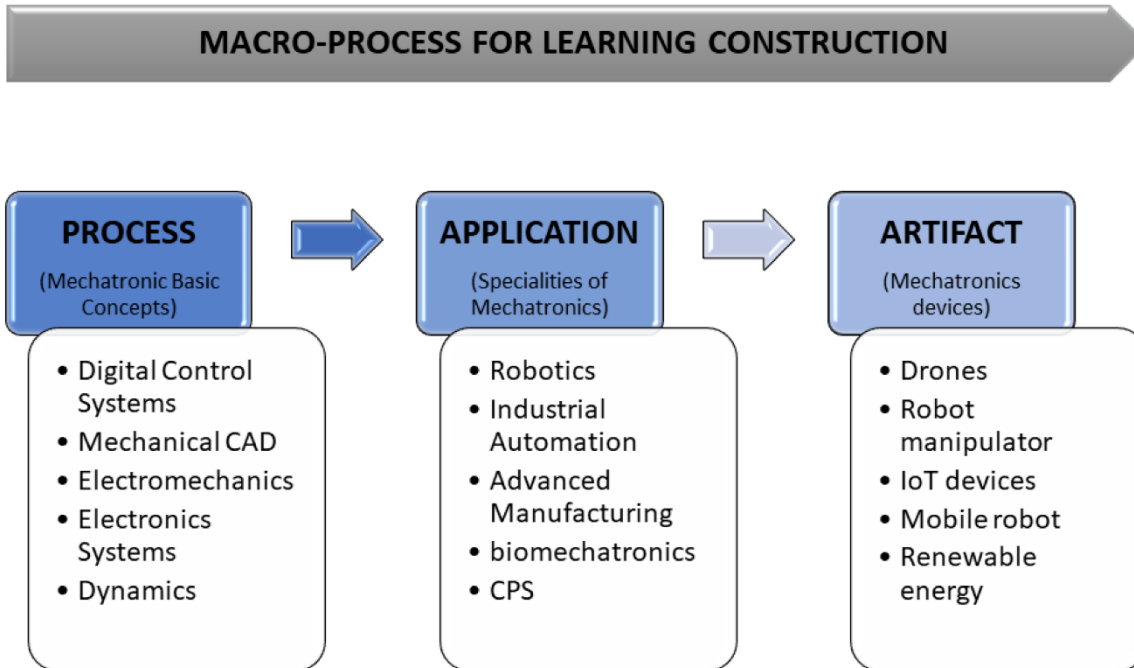 MACRO-PROCESS FOR LEARNING CONSTRUCTION
PROCESS
(Mechatronic Basic
Concepts)
• Digital Control
Systems
• Mechanical CAD
• Electromechanics
• Electronics
Systems
• Dynamics
APPLICATION
(Specialities of
Mechatronics)
• Robotics
• Industrial
Automation
• Advanced
Manufacturing
• biomechatronics
• CPS
ARTIFACT
(Mechatronics
devices)
• Drones
• Robot
manipulator
• IoT devices
• Mobile robot
• Renewable
energy